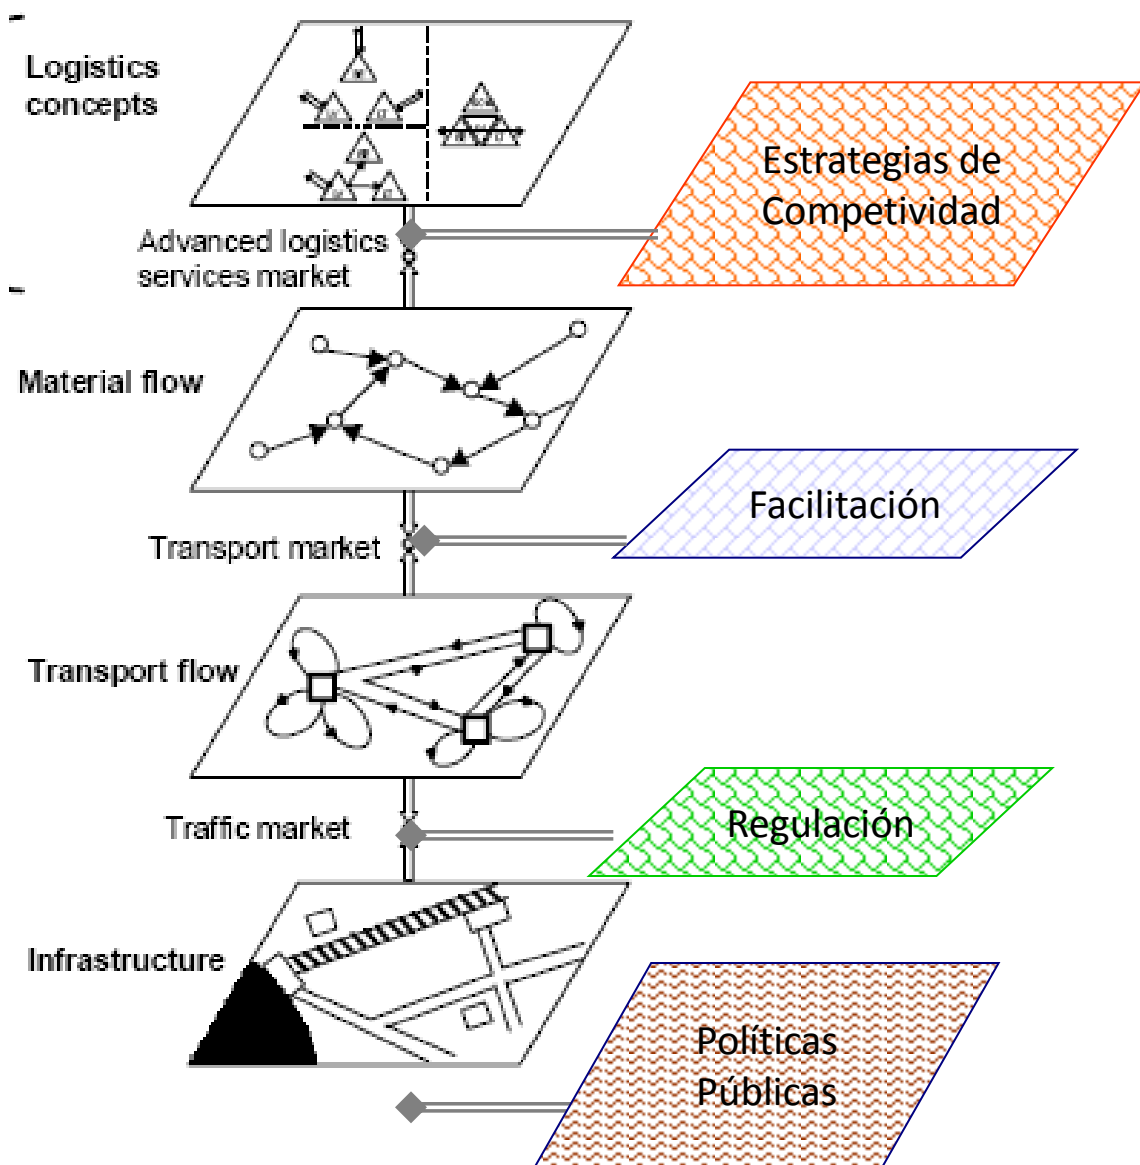 Logistics
concepts
Estrategias de
Competividad
Advanced logistics
services market
Material flow
Facilitación
Transport market
Transport flow
Regulación
Traffic market
Infrastructure
Políticas
Públicas